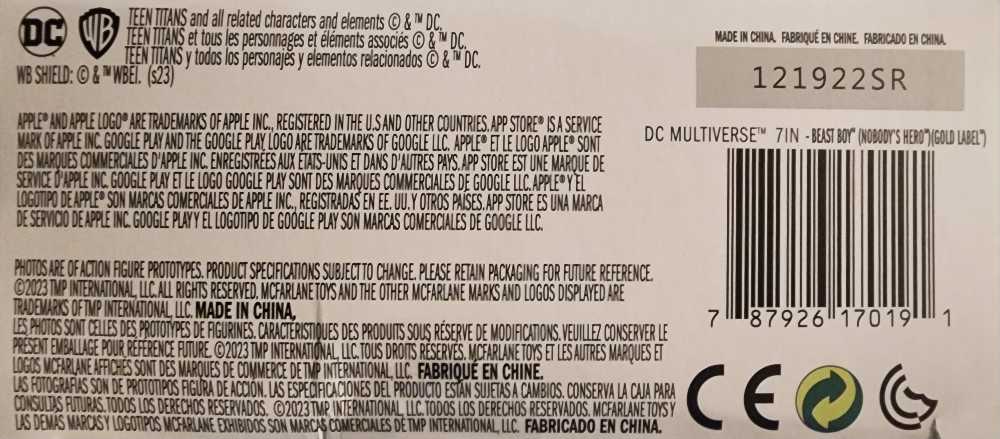 DC WB TEEN TITANS and all related characters and elements © & ™ DC.
TEEN TITANS et tous les personnages et éléments associés © & ™ DC.
TEEN TITANS y todos los personajes y elementos relacionados © & ™ DC.
WB SHIELD: © & ™ WBEI. (s23)
APPLE® AND APPLE LOGO® ARE TRADEMARKS OF APPLE INC., REGISTERED IN THE U.S AND OTHER COUNTRIES. APP STORE® IS A SERVICE
MARK OF APPLE INC. GOOGLE PLAY AND THE GOOGLE PLAY LOGO ARE TRADEMARKS OF GOOGLE LLC. APPLE® ET LE LOGO APPLE® SONT
DES MARQUES COMMERCIALES D'APPLE INC. ENREGISTRÉES AUX ÉTATS-UNIS ET DANS D'AUTRES PAYS. APP STORE EST UNE MARQUE DE
SERVICE D'APPLE INC. GOOGLE PLAY ET LE LOGO GOOGLE PLAY SONT DES MARQUES COMMERCIALES DE GOOGLE LLC. APPLE® Y EL
LOGOTIPO DE APPLE® SON MARCAS COMERCIALES DE APPLE INC., REGISTRADAS EN EE. UU. Y OTROS PAÍSES. APP STORE ES UNA MARCA
DE SERVICIO DE APPLE INC. GOOGLE PLAY Y EL LOGOTIPO DE GOOGLE PLAY SON MARCAS COMERCIALES DE GOOGLE LLC.
PHOTOS ARE OF ACTION FIGURE PROTOTYPES. PRODUCT SPECIFICATIONS SUBJECT TO CHANGE. PLEASE RETAIN PACKAGING FOR FUTURE REFERENCE.
©2023 TMP INTERNATIONAL, LLC. ALL RIGHTS RESERVED. MCFARLANE TOYS AND THE OTHER MCFARLANE MARKS AND LOGOS DISPLAYED ARE
TRADEMARKS OF TMP INTERNATIONAL, LLC. MADE IN CHINA,
LES PHOTOS SONT CELLES DES PROTOTYPES DE FIGURINES. CARACTERISTIQUES DES PRODUITS SOUS RÉSERVE DE MODIFICATIONS. VEUILLEZ CONSERVER LE
PRÉSENT EMBALLAGE POUR RÉFÉRENCE FUTURE. ©2023 TMP INTERNATIONAL, LLC. TOUS DROITS RÉSERVÉS. MCFARLANE TOYS ET LES AUTRES MARQUES ET
LOGOS MCFARLANE AFFICHÉS SONT DES MARQUES DE COMMERCE DE TMP INTERNATIONAL, LLC. FABRIQUÉ EN CHINE.
LAS FOTOGRAFÍAS SON DE PROTOTIPOS FIGURA DE ACCIÓN. LAS ESPECIFICACIONES DEL PRODUCTO ESTÁN SUJETAS A CAMBIOS. CONSERVA LA CAJA PARA
CONSULTAS FUTURAS. TODOS LOS DERECHOS RESERVADOS. ©2023 TMP INTERNATIONAL, LLC. TODOS LOS DERECHOS RESERVADOS. MCFARLANE TOYS Y
LAS DEMÁS MARCAS Y LOGOTIPOS MCFARLANE EXHIBIDOS SON MARCAS COMERCIALES DE TMP INTERNATIONAL, LLC. FABRICADO EN CHINA.
MADE IN CHINA. FABRIQUÉ EN CHINE. FABRICADO EN CHINA.
121922SR
DC MULTIVERSE™ 7IN - BEAST BOY™ (NOBODY'S HERO™)(GOLD LABEL™)
7 87926 17019 1
CE